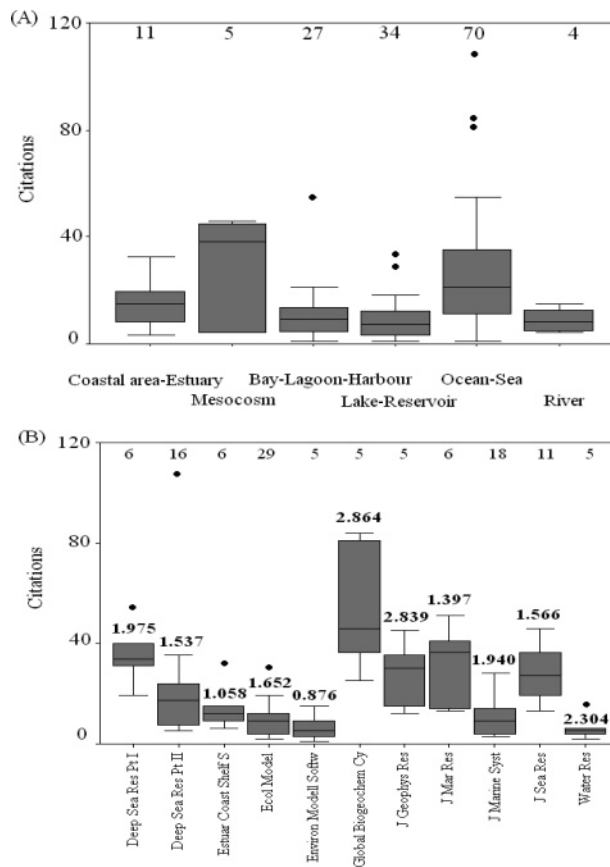 (A)
120
11 5 27 34 70 4
80
Citations
40
0
Coastal area-Estuary Bay-Lagoon-Harbour Ocean-Sea
Mesocosm Lake-Reservoir River
(B)
120
6 16 6 29 5 5 5 6 18 11 5
80
Citations
40
0
1.975
1.537
1.058
1.652
0.876
2.864
2.839
1.397
1.940
1.566
2.304
Deep Sea Res Pt I
Deep Sea Res Pt II
Estuar Coast Shelf S
Ecol Model
Environ Modell Softw
Global Biogeochem Cy
J Geophys Res
J Mar Res
J Marine Syst
J Sea Res
Water Res